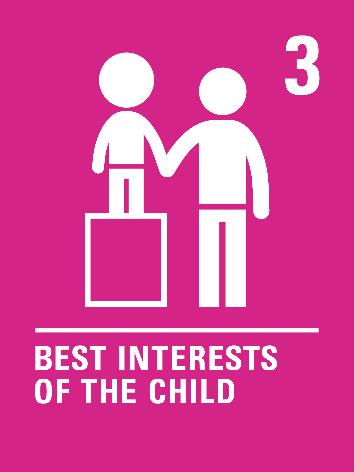 3
BEST INTERESTS
OF THE CHILD